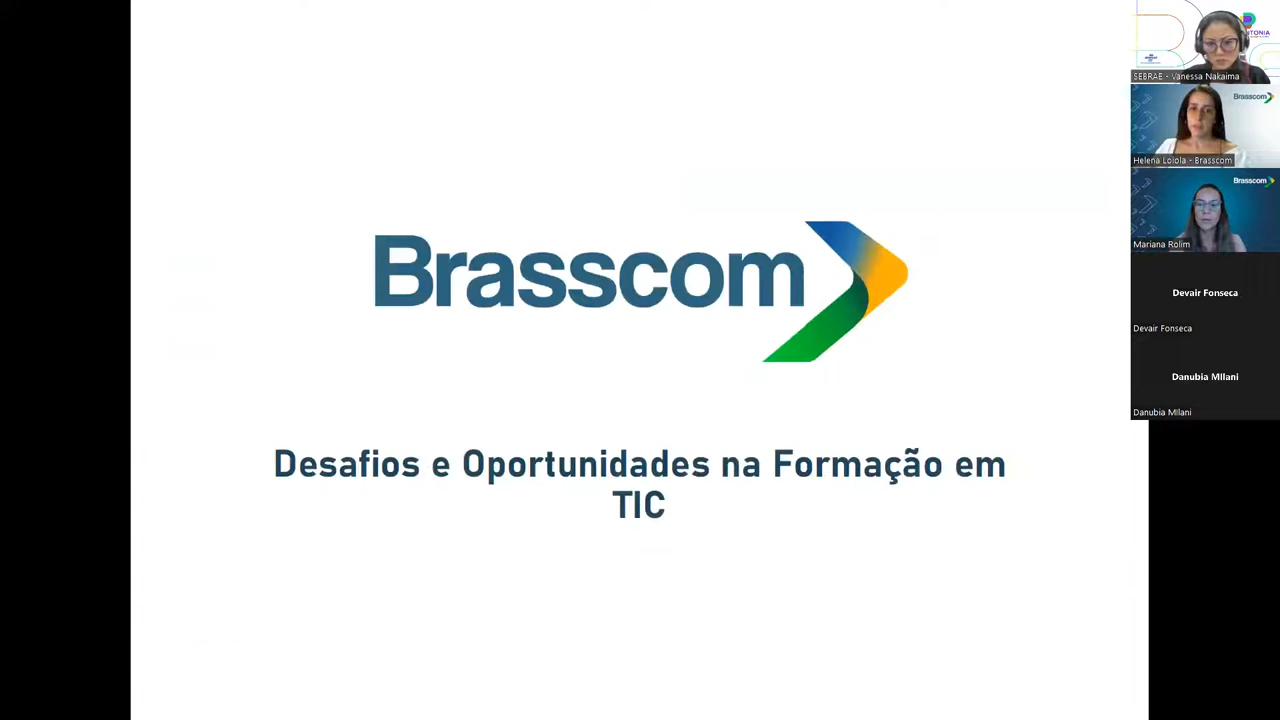 Brasscom
Desafios e Oportunidades na Formação em
TIC
SEBRAE - Vanessa Nakaima
Brasscom
Helena Loiola - Brasscom
Brasscom
Mariana Rolim
Devair Fonseca
Devair Fonseca
Danubia MIlani
Danubia MIlani